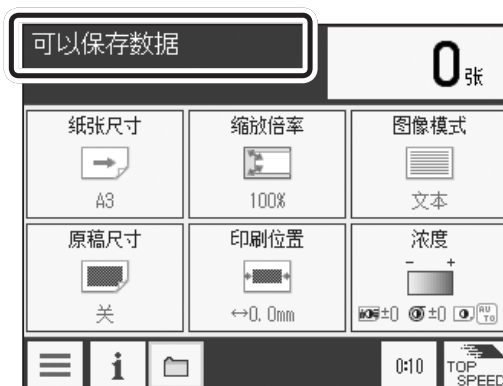 可以保存数据
0张
纸张尺寸
缩放倍率
图像模式
A3
100%
文本
原稿尺寸
印刷位置
浓度
- +
关
↔0.0mm
±0 ±0 AUTO
i
0:10
TOP
SPEED